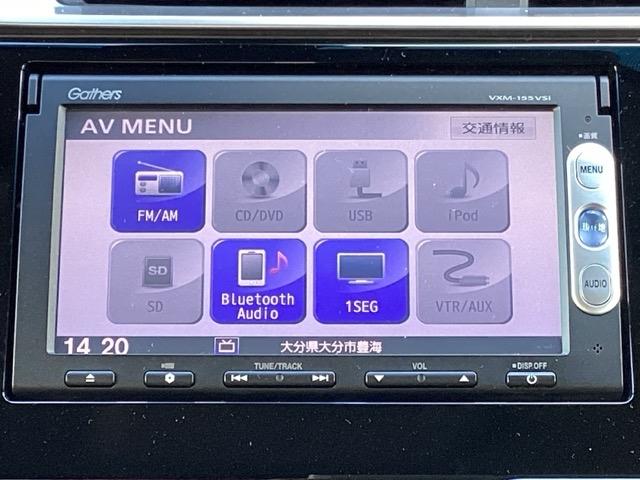 Gathers
VXM-155VSi
AV MENU
交通情報
■画質
MENU
FM/AM
CD/DVD
USB
iPod
SD
SD
Bluetooth
Audio
1SEG
VTR/AUX
AUDIO
14 20
大分県大分市豊海
TUNE/TRACK
VOL
■DISP.OFF